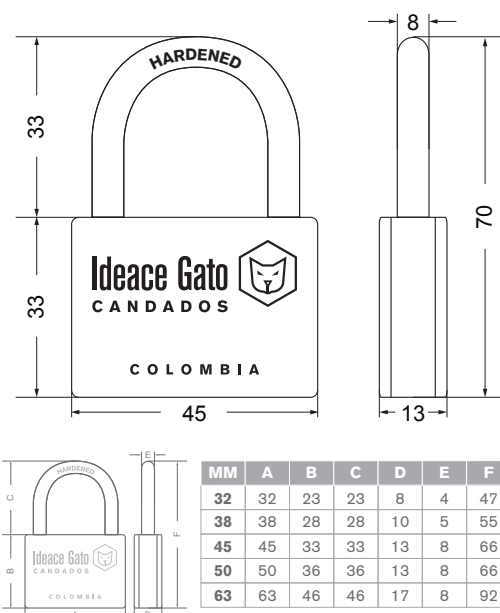 8
HARDENED
33
70
Ideace Gato
CANDADOS
33
COLOMBIA
45
13
E
HARDENED
C
F
Ideace Gato
CANDADOS
B
COLOMBIA
A
D
MM A B C D E F
32 32 23 23 8 4 47
38 38 28 28 10 5 55
45 45 33 33 13 8 66
50 50 36 36 13 8 66
63 63 46 46 17 8 92